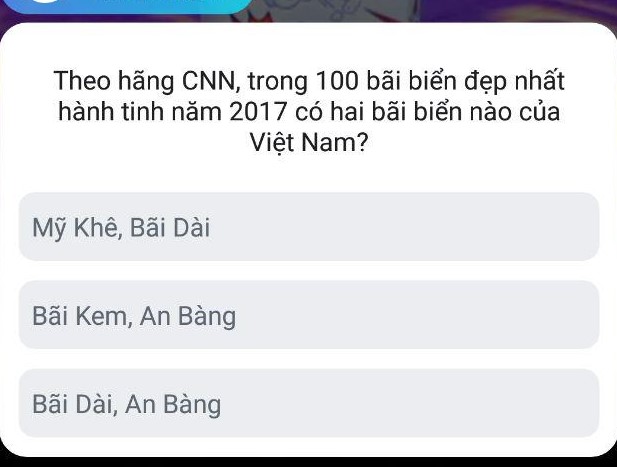 Theo hãng CNN, trong 100 bãi biển đẹp nhất
hành tinh năm 2017 có hai bãi biển nào của
Việt Nam?
Mỹ Khê, Bãi Dài
Bãi Kem, An Bàng
Bãi Dài, An Bàng